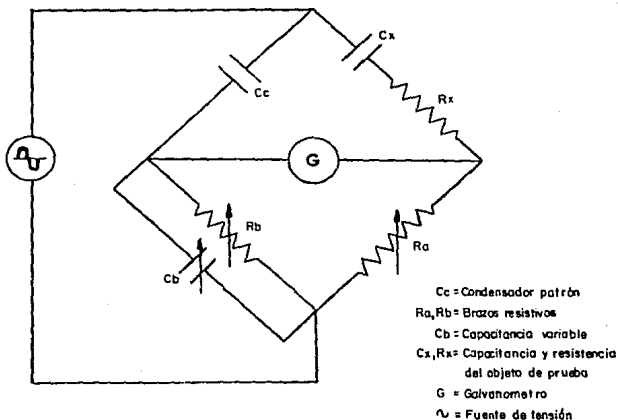 Cx
Cc
Rx
G
Rb
Ra
Cb
Cc = Condensador patrón
Ra,Rb= Brazos resistivos
Cb = Capacitancia variable
Cx,Rx= Capacitancia y resistencia
del objeto de prueba
G = Galvanometro
∿ = Fuente de tensión